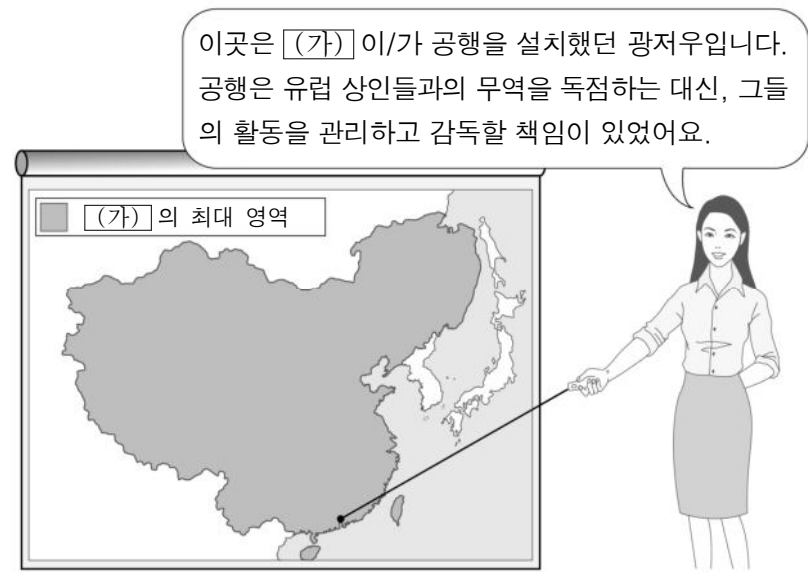 이곳은 (가) 이/가 공행을 설치했던 광저우입니다.
공행은 유럽 상인들과의 무역을 독점하는 대신, 그들
의 활동을 관리하고 감독할 책임이 있었어요.
(가) 의 최대 영역